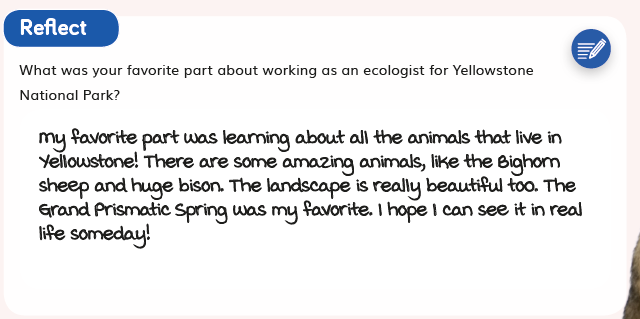 Reflect
What was your favorite part about working as an ecologist for Yellowstone
National Park?
My favorite part was learning about all the animals that live in
Yellowstone! There are some amazing animals, like the Bighorn
sheep and huge bison. The landscape is really beautiful too. The
Grand Prismatic Spring was my favorite. I hope I can see it in real
life someday!